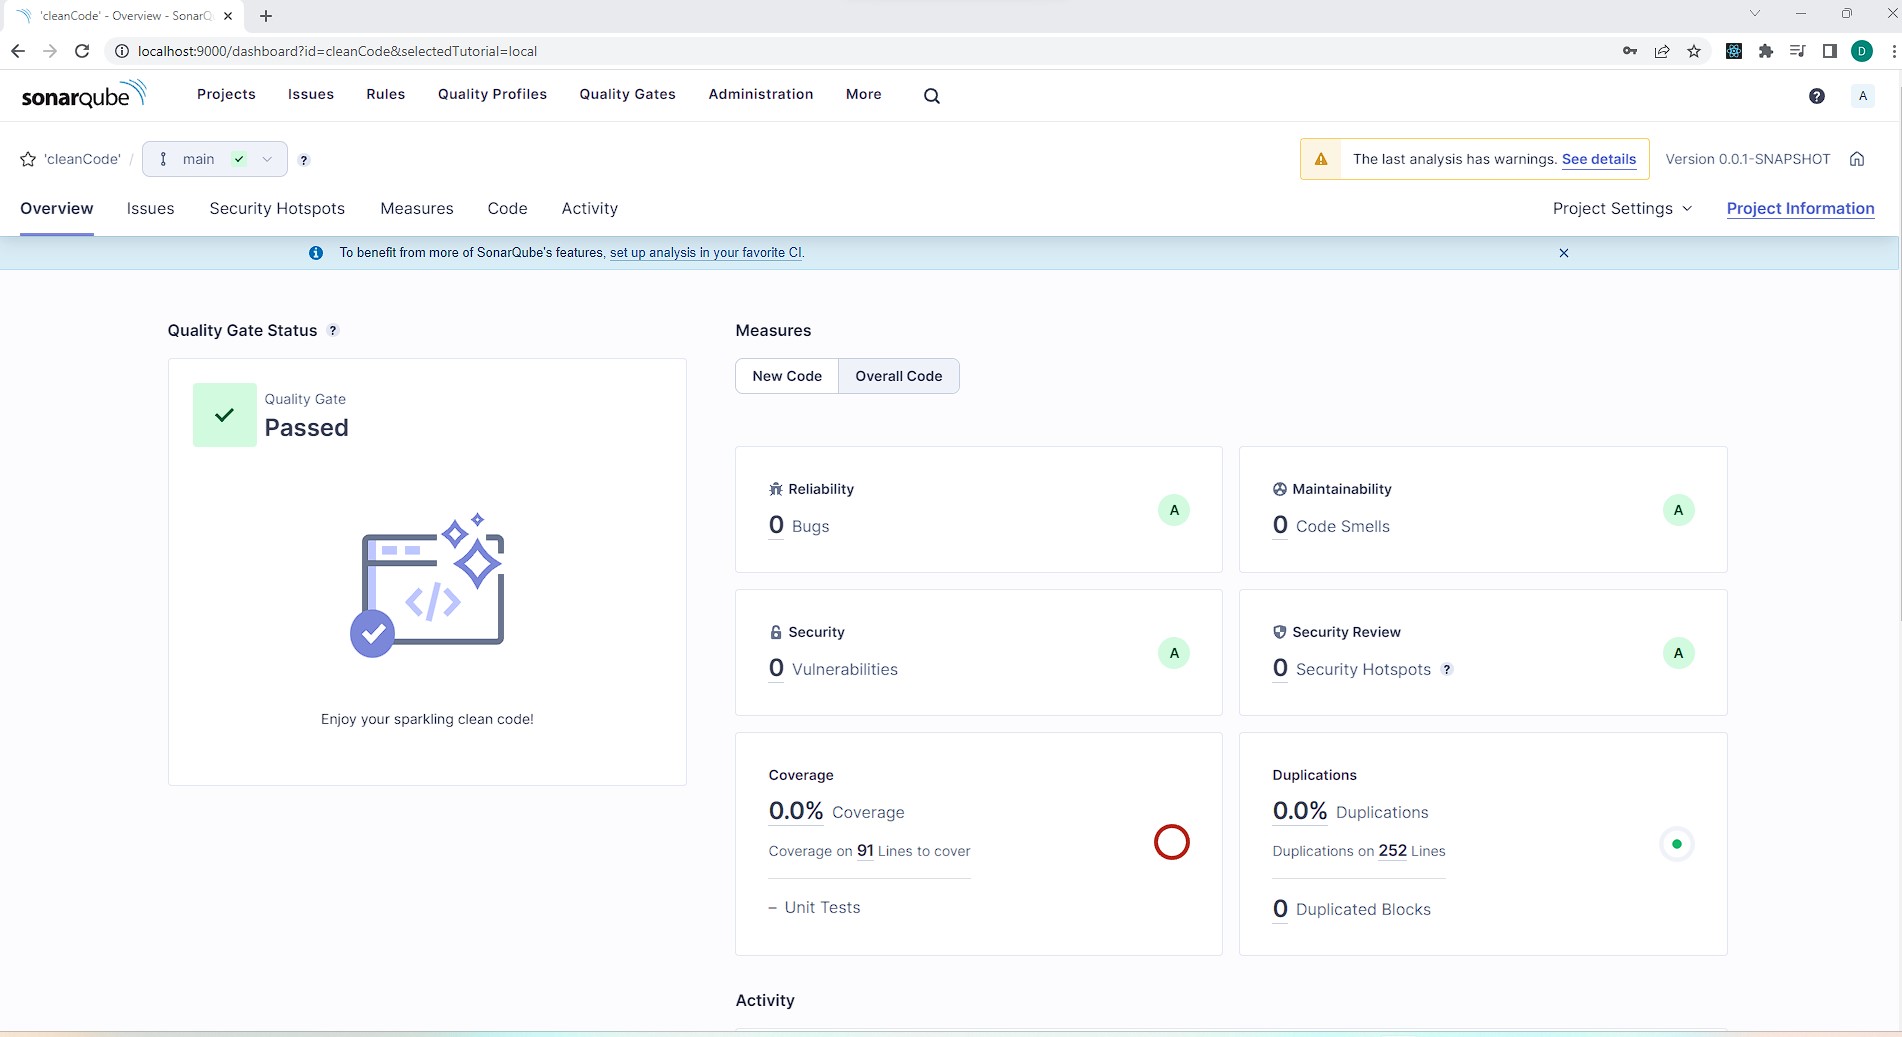 'cleanCode' - Overview - SonarQ
localhost:9000/dashboard?id=cleanCode&selectedTutorial=local
D
sonarqube
Projects Issues Rules Quality Profiles Quality Gates Administration More
? A
'cleanCode' / main ?
The last analysis has warnings. See details
Version 0.0.1-SNAPSHOT
Overview Issues Security Hotspots Measures Code Activity
Project Settings Project Information
To benefit from more of SonarQube's features, set up analysis in your favorite CI.
Quality Gate Status ?
Quality Gate
Passed
Enjoy your sparkling clean code!
Measures
New Code Overall Code
Reliability
0 Bugs
A
Maintainability
0 Code Smells
A
Security
0 Vulnerabilities
A
Security Review
0 Security Hotspots ?
A
Coverage
0.0% Coverage
Coverage on 91 Lines to cover
– Unit Tests
Duplications
0.0% Duplications
Duplications on 252 Lines
0 Duplicated Blocks
Activity